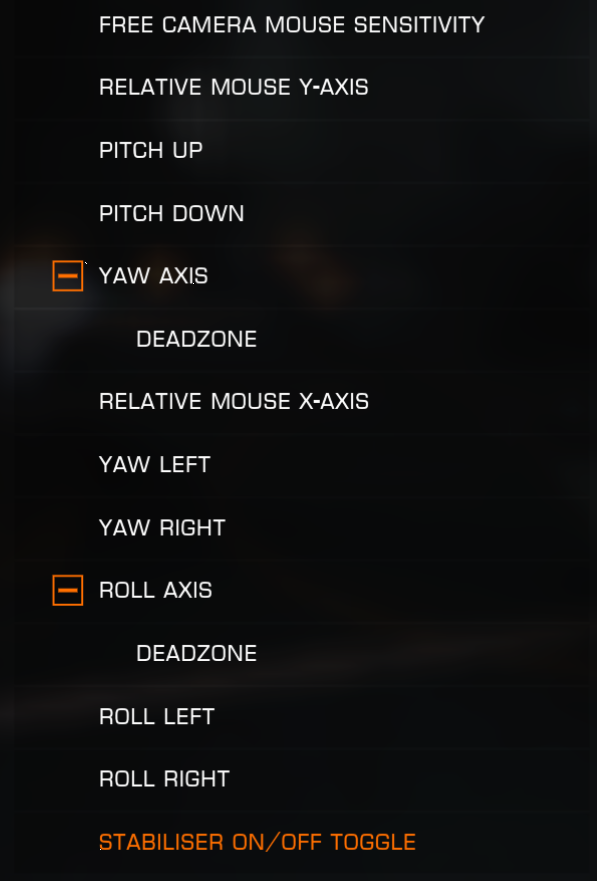 FREE CAMERA MOUSE SENSITIVITY
RELATIVE MOUSE Y-AXIS
PITCH UP
PITCH DOWN
YAW AXIS
DEADZONE
RELATIVE MOUSE X-AXIS
YAW LEFT
YAW RIGHT
ROLL AXIS
DEADZONE
ROLL LEFT
ROLL RIGHT
STABILISER ON/OFF TOGGLE